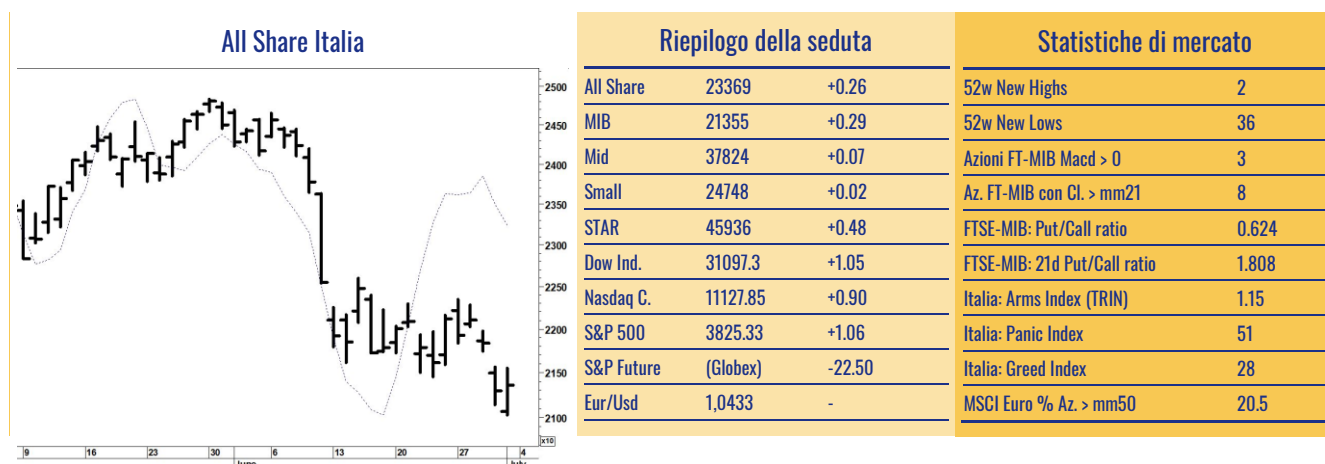 All Share Italia
2500
2450
2400
2350
2300
2250
2200
2150
2100
x10
9 16 23 30 6 13 20 27 4
June July
Riepilogo della seduta
All Share 23369 +0.26
MIB 21355 +0.29
Mid 37824 +0.07
Small 24748 +0.02
STAR 45936 +0.48
Dow Ind. 31097.3 +1.05
Nasdaq C. 11127.85 +0.90
S&P 500 3825.33 +1.06
S&P Future (Globex) -22.50
Eur/Usd 1,0433 -
Statistiche di mercato
52w New Highs 2
52w New Lows 36
Azioni FT-MIB Macd > 0 3
Az. FT-MIB con Cl. > mm21 8
FTSE-MIB: Put/Call ratio 0.624
FTSE-MIB: 21d Put/Call ratio 1.808
Italia: Arms Index (TRIN) 1.15
Italia: Panic Index 51
Italia: Greed Index 28
MSCI Euro % Az. > mm50 20.5